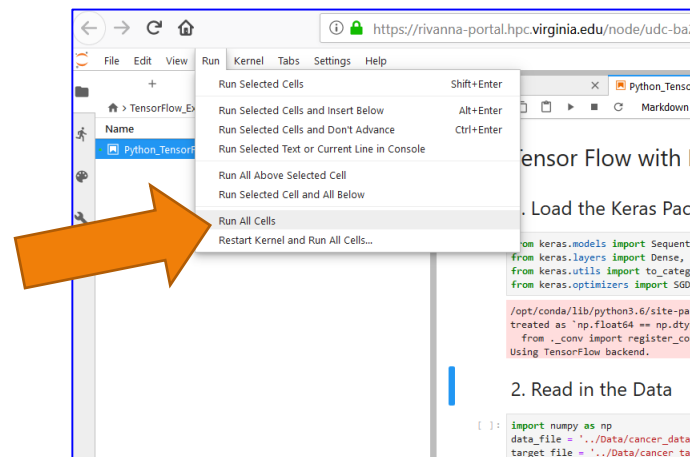 https://rivanna-portal.hpc.virginia.edu/node/udc-ba
File Edit View Run Kernel Tabs Settings Help
Run Selected Cells Shift+Enter
Run Selected Cells and Insert Below Alt+Enter
Run Selected Cells and Don't Advance Ctrl+Enter
Run Selected Text or Current Line in Console
Run All Above Selected Cell
Run Selected Cell and All Below
Run All Cells
Restart Kernel and Run All Cells...
+
> TensorFlow_Ex
Name
Python_TensorF
× Python_Tenso
Markdown
Tensor Flow with
. Load the Keras Pac
from keras.models import Sequent
from keras.layers import Dense,
from keras.utils import to_categ
from keras.optimizers import SGD
/opt/conda/lib/python3.6/site-pa
treated as `np.float64 == np.dty
from ._conv import register_co
Using TensorFlow backend.
2. Read in the Data
[ ]: import numpy as np
data_file = '../Data/cancer_data
target_file = '../Data/cancer_ta